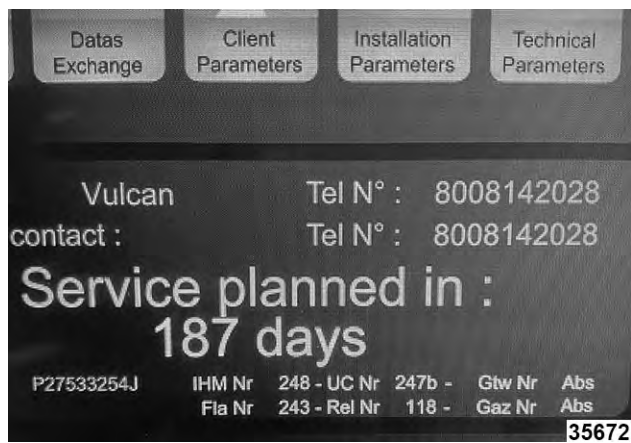 Datas Exchange Client Parameters Installation Parameters Technical Parameters
Vulcan Tel N° : 8008142028
contact : Tel N° : 8008142028
Service planned in :
187 days
P27533254J IHM Nr 248 - UC Nr 247b - Gtw Nr Abs
Fla Nr 243 - Rel Nr 118 - Gaz Nr Abs
35672